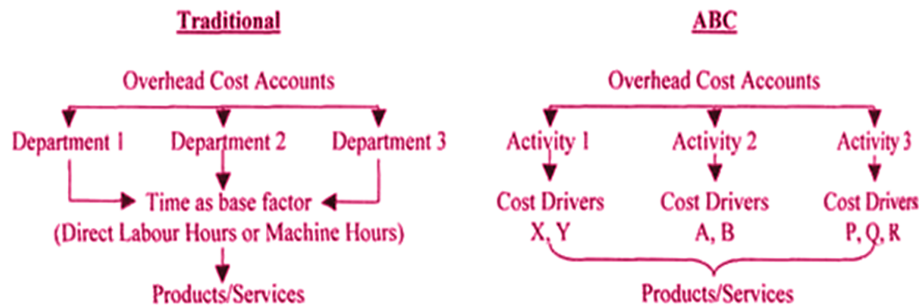 Traditional
Overhead Cost Accounts
Department 1 Department 2 Department 3
Time as base factor
(Direct Labour Hours or Machine Hours)
Products/Services
ABC
Overhead Cost Accounts
Activity 1 Activity 2 Activity 3
Cost Drivers Cost Drivers Cost Drivers
X, Y A, B P, Q, R
Products/Services